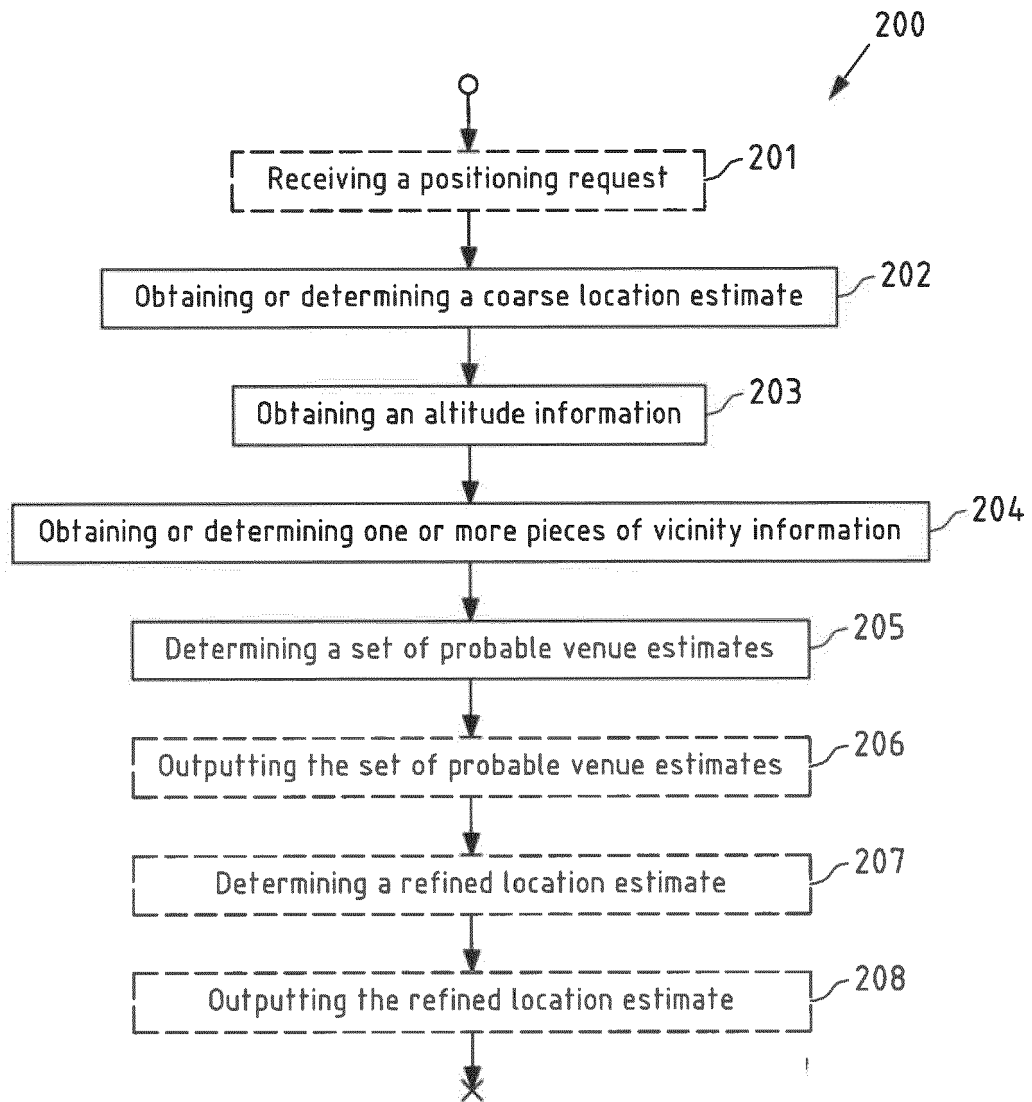 200
Receiving a positioning request
201
Obtaining or determining a coarse location estimate
202
Obtaining an altitude information
203
Obtaining or determining one or more pieces of vicinity information
204
Determining a set of probable venue estimates
205
Outputting the set of probable venue estimates
206
Determining a refined location estimate
207
Outputting the refined location estimate
208